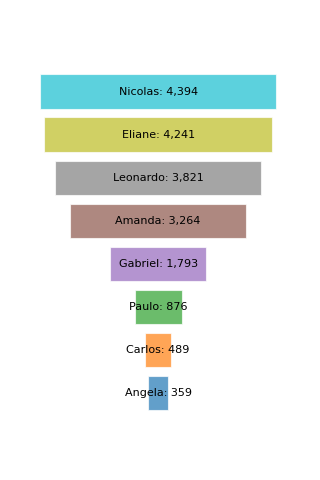 Nicolas: 4,394
Eliane: 4,241
Leonardo: 3,821
Amanda: 3,264
Gabriel: 1,793
Paulo: 876
Carlos: 489
Angela: 359